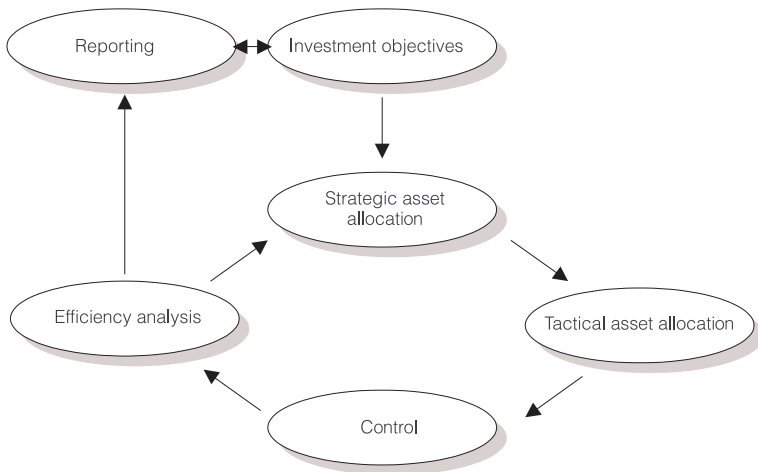 Reporting
Investment objectives
Strategic asset
allocation
Efficiency analysis
Tactical asset allocation
Control